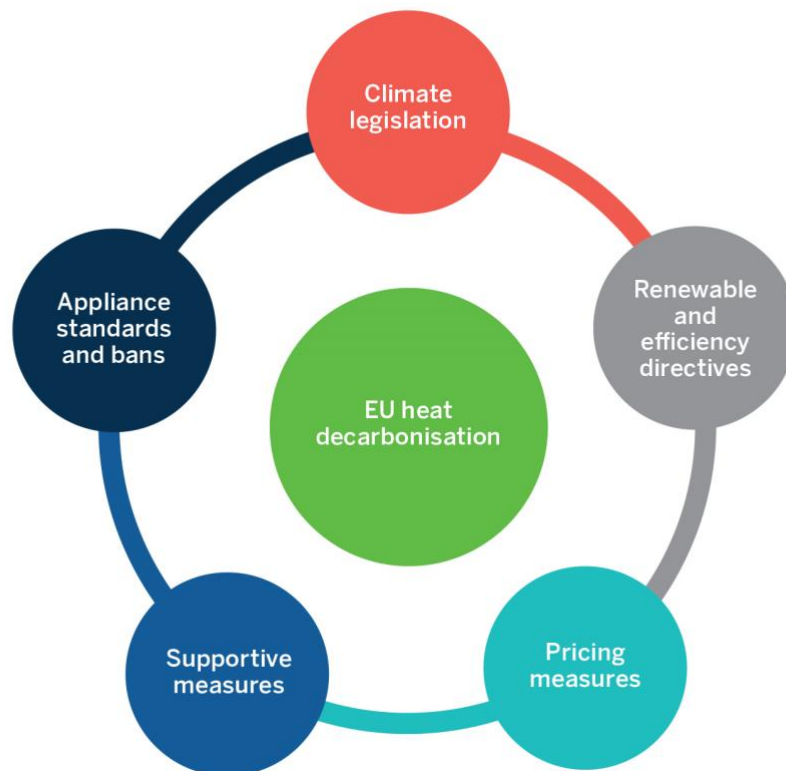 Climate
legislation
Renewable
and
efficiency
directives
Pricing
measures
Supportive
measures
Appliance
standards
and bans
EU heat
decarbonisation